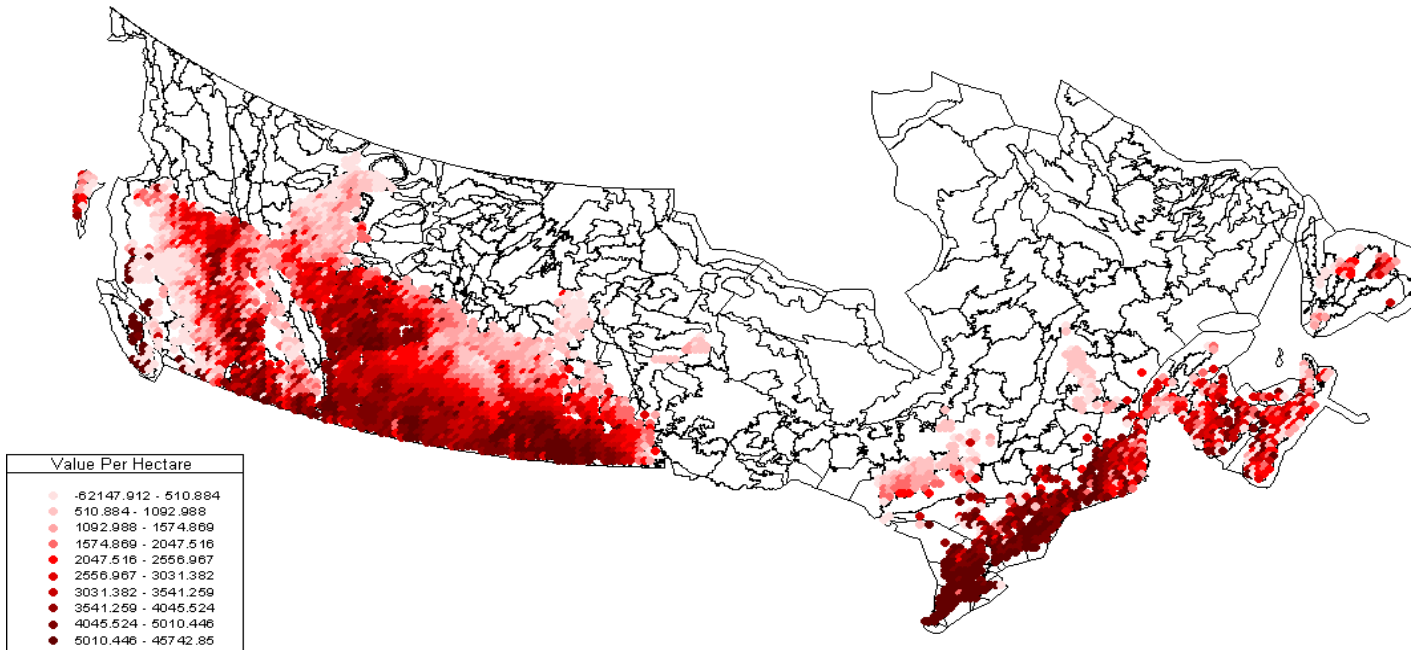 Value Per Hectare
-62147.912 - 510.884
510.884 - 1092.988
1092.988 - 1574.869
1574.869 - 2047.516
2047.516 - 2556.967
2556.967 - 3031.382
3031.382 - 3541.259
3541.259 - 4045.524
4045.524 - 5010.446
5010.446 - 45742.85